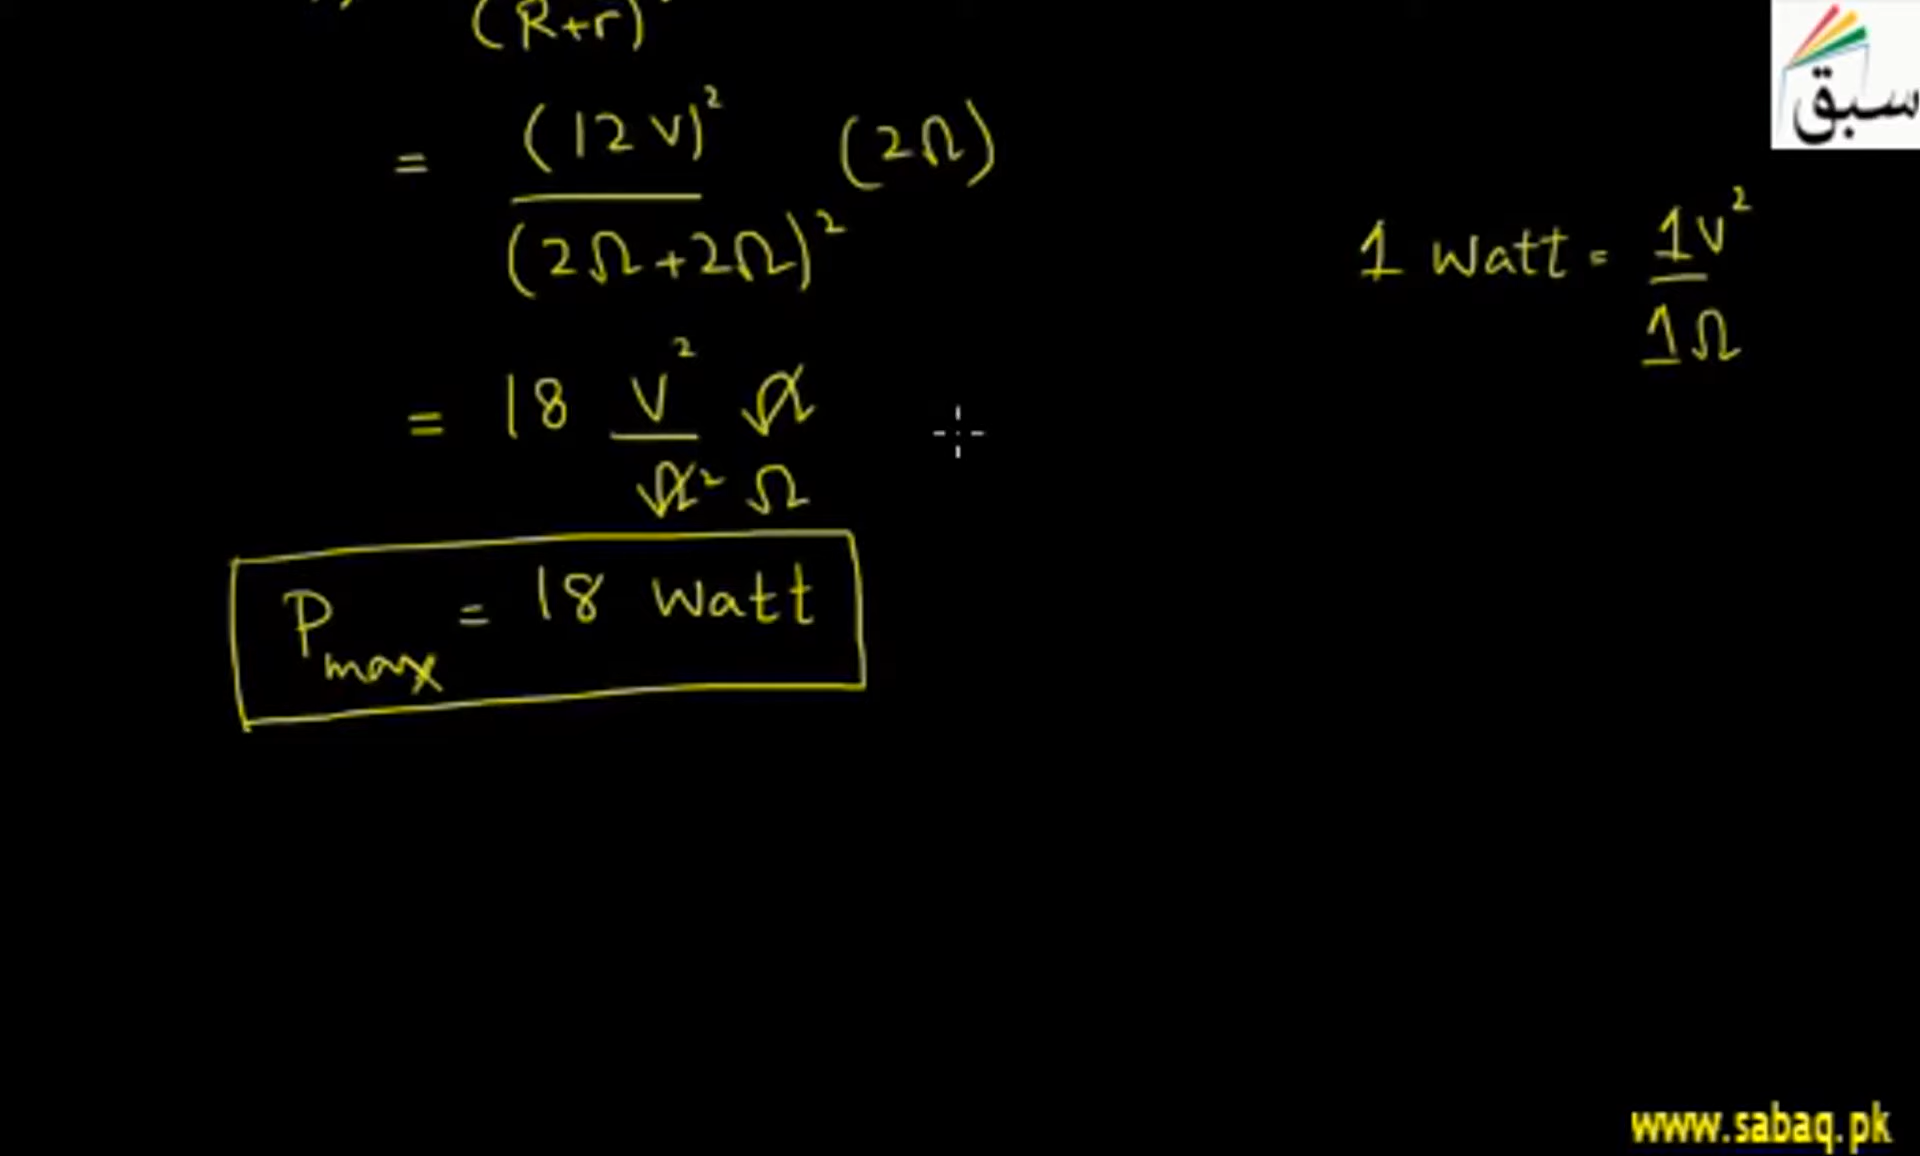 (R+r)
= (12 V)² (2Ω)
(2Ω+2Ω)²
= 18 V² Ω
Ω² Ω
P max = 18 Watt
1 Watt = 1V²
1Ω
سبق
www.sabaq.pk